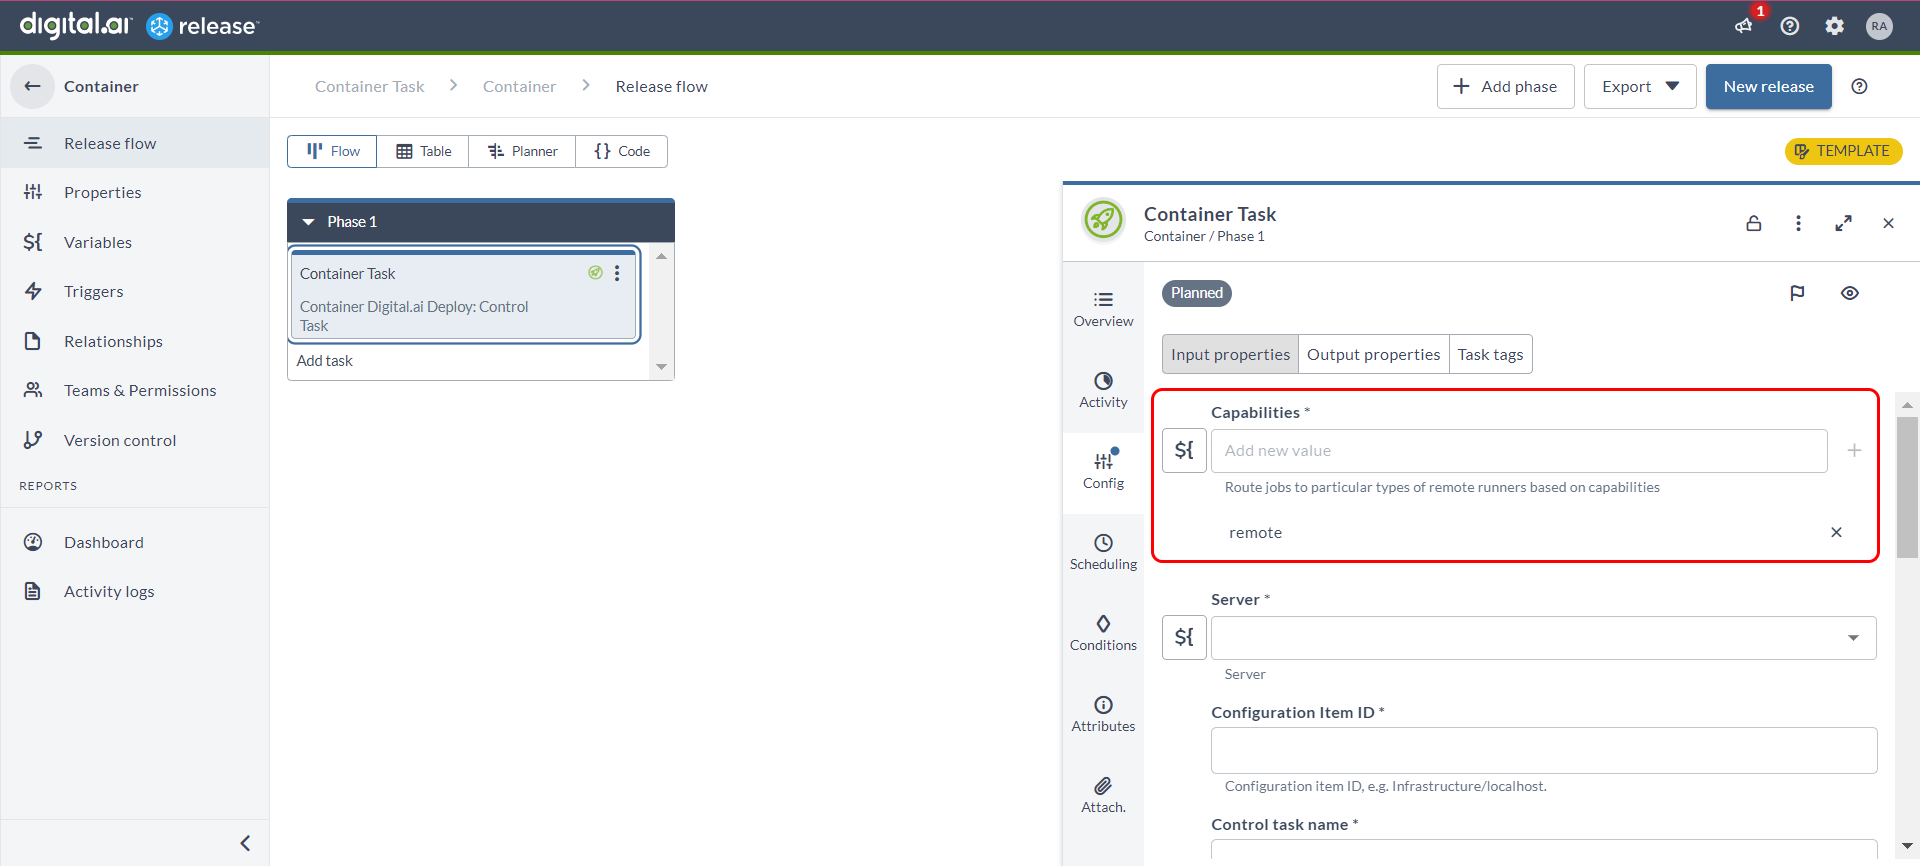 digital.ai release
1
RA
Container
Container Task
Container
Release flow
Add phase
Export
New release
Release flow
Properties
Variables
Triggers
Relationships
Teams & Permissions
Version control
REPORTS
Dashboard
Activity logs
Flow
Table
Planner
{ } Code
TEMPLATE
Phase 1
Container Task
Container Digital.ai Deploy: Control
Task
Add task
Container Task
Container / Phase 1
Overview
Activity
Config
Scheduling
Conditions
Attributes
Attach.
Planned
Input properties
Output properties
Task tags
Capabilities *
${
Add new value
Route jobs to particular types of remote runners based on capabilities
remote
Server *
${
Server
Configuration Item ID *
Configuration item ID, e.g. Infrastructure/localhost.
Control task name *